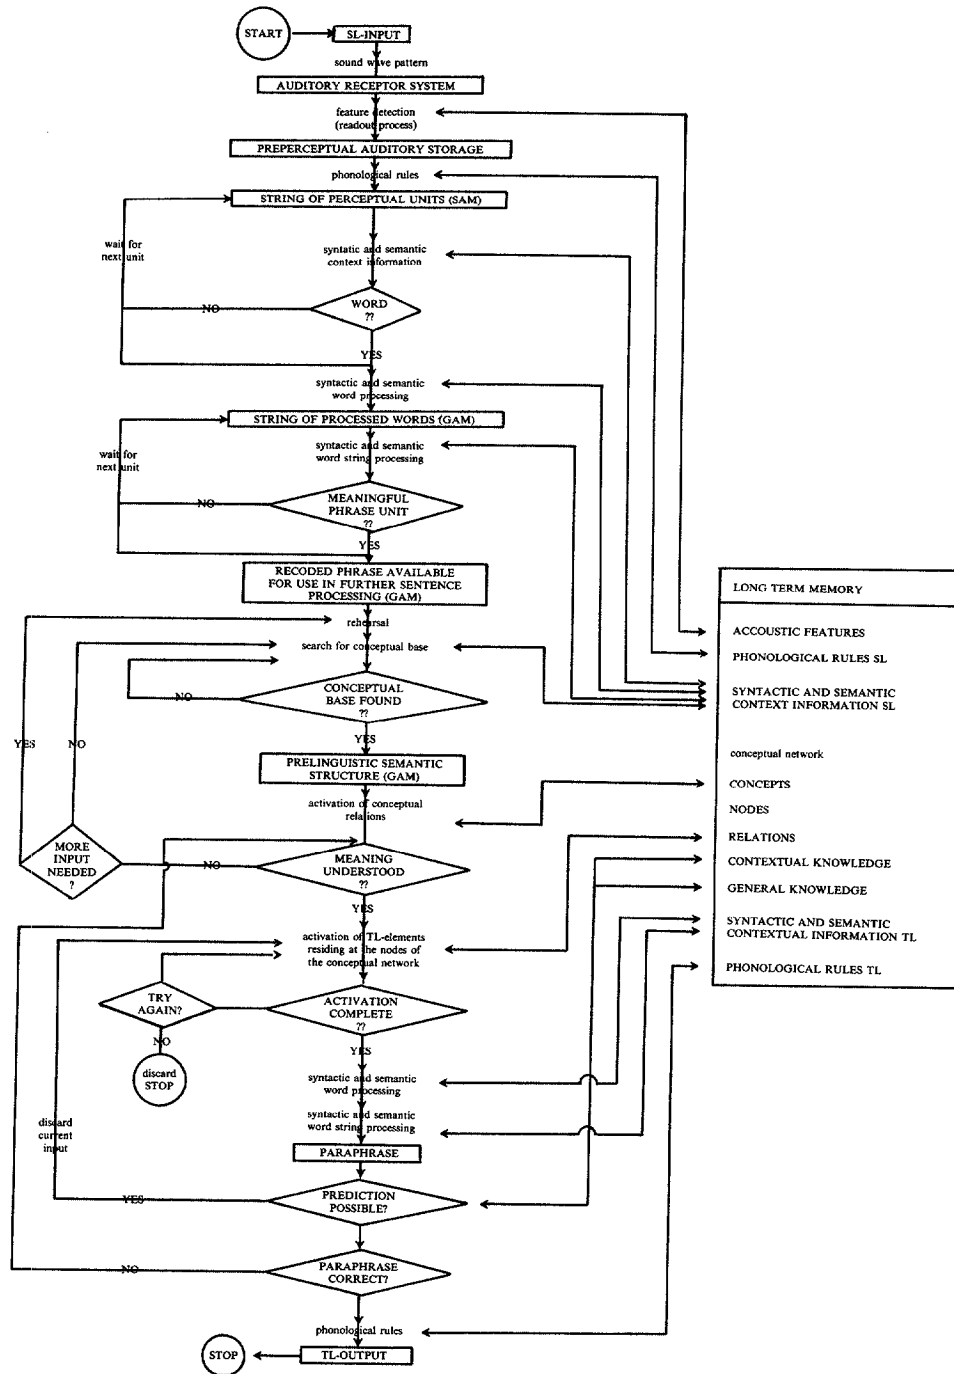 START
SL-INPUT
sound wave pattern
AUDITORY RECEPTOR SYSTEM
feature detection
(readout process)
PREPERCEPTUAL AUDITORY STORAGE
phonological rules
STRING OF PERCEPTUAL UNITS (SAM)
wait for
next unit
syntatic and semantic
context information
NO
WORD
??
YES
syntactic and semantic
word processing
STRING OF PROCESSED WORDS (GAM)
wait for
next unit
syntactic and semantic
word string processing
NO
MEANINGFUL
PHRASE UNIT
??
YES
RECODED PHRASE AVAILABLE
FOR USE IN FURTHER SENTENCE
PROCESSING (GAM)
rehearsal
search for conceptual base
NO
CONCEPTUAL
BASE FOUND
??
YES
YES
NO
PRELINGUISTIC SEMANTIC
STRUCTURE (GAM)
activation of conceptual
relations
MORE
INPUT
NEEDED
?
NO
MEANING
UNDERSTOOD
??
YES
activation of TL-elements
residing at the nodes of
the conceptual network
TRY
AGAIN?
ACTIVATION
COMPLETE
??
NO
YES
discard
STOP
syntactic and semantic
word processing
syntactic and semantic
word string processing
discard
current
input
PARAPHRASE
YES
PREDICTION
POSSIBLE?
NO
PARAPHRASE
CORRECT?
phonological rules
STOP
TL-OUTPUT
LONG TERM MEMORY
ACCOUSTIC FEATURES
PHONOLOGICAL RULES SL
SYNTACTIC AND SEMANTIC
CONTEXT INFORMATION SL
conceptual network
CONCEPTS
NODES
RELATIONS
CONTEXTUAL KNOWLEDGE
GENERAL KNOWLEDGE
SYNTACTIC AND SEMANTIC
CONTEXTUAL INFORMATION TL
PHONOLOGICAL RULES TL